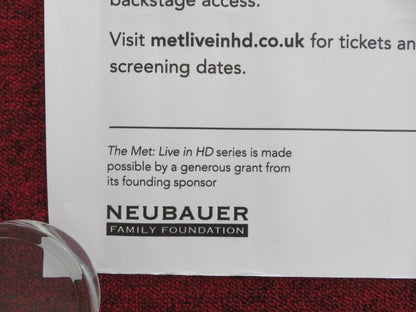 backstage access.
Visit metliveinhd.co.uk for tickets an
screening dates.
The Met: Live in HD series is made
possible by a generous grant from
its founding sponsor
NEUBAUER
FAMILY FOUNDATION